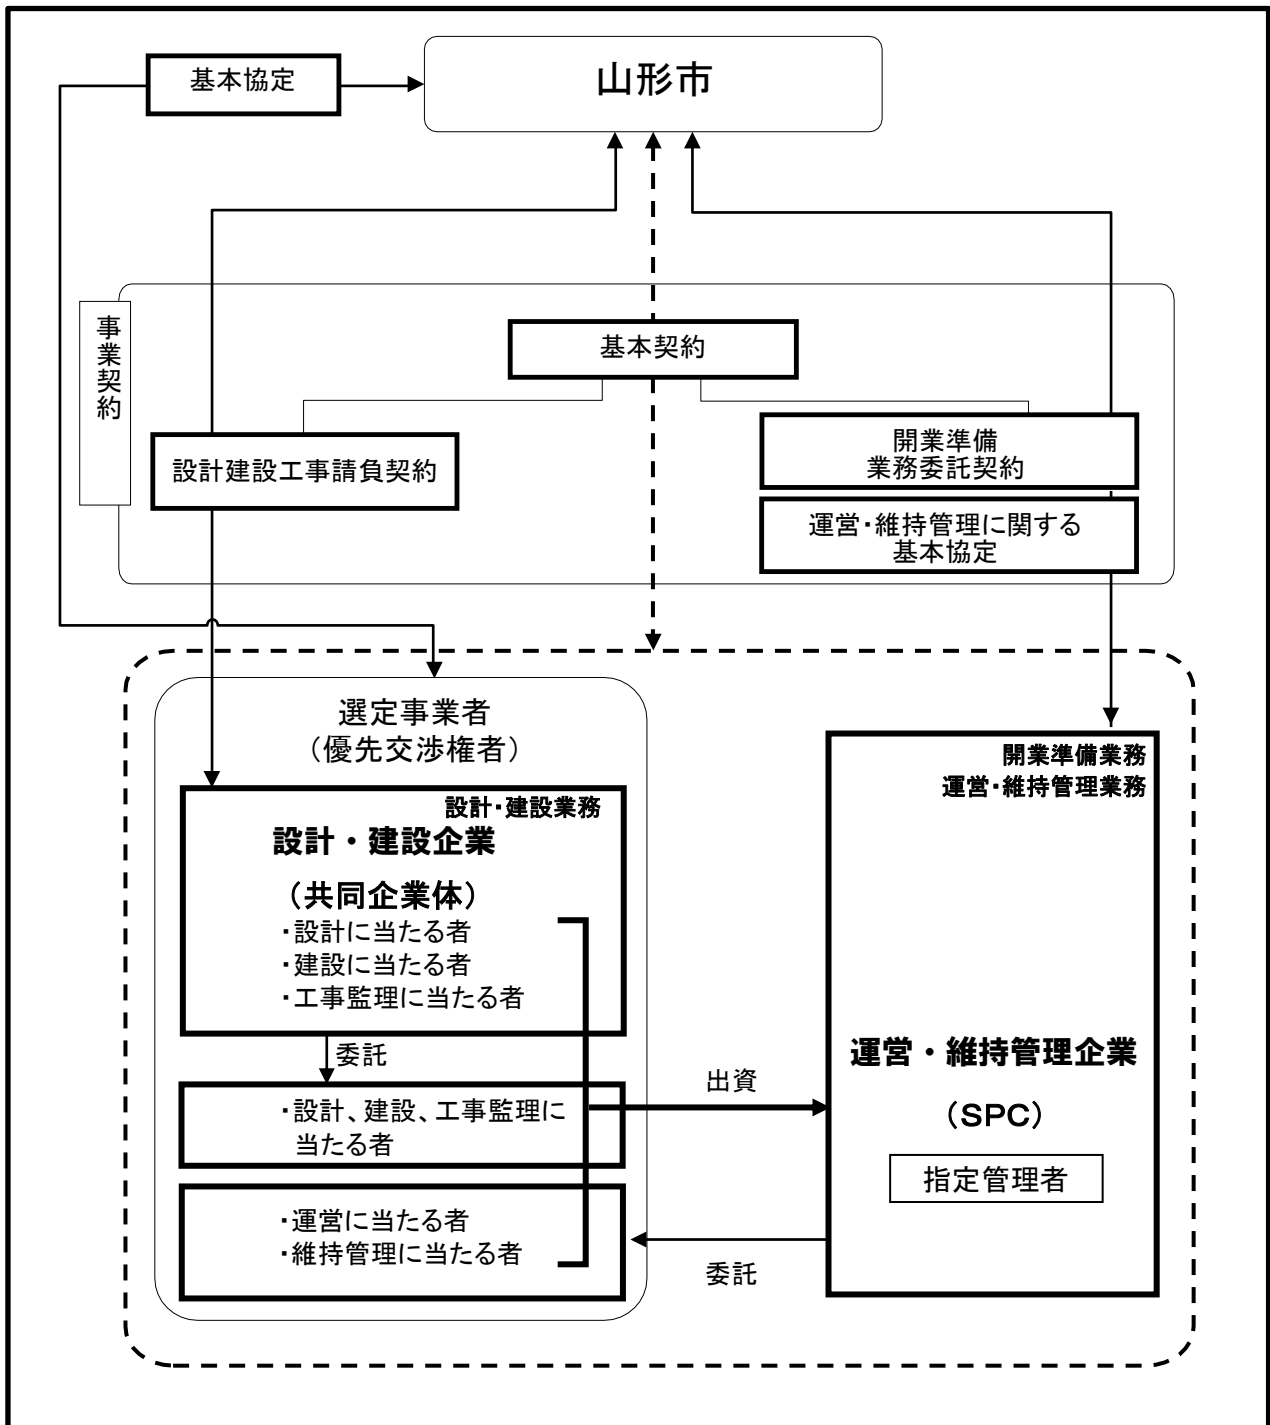 基本協定
山形市
事業契約
基本契約
設計建設工事請負契約
開業準備
業務委託契約
運営・維持管理に関する
基本協定
選定事業者
（優先交渉権者）
設計・建設業務
設計・建設企業
（共同企業体）
・設計に当たる者
・建設に当たる者
・工事監理に当たる者
委託
・設計、建設、工事監理に
当たる者
・運営に当たる者
・維持管理に当たる者
出資
委託
開業準備業務
運営・維持管理業務
運営・維持管理企業
（SPC）
指定管理者